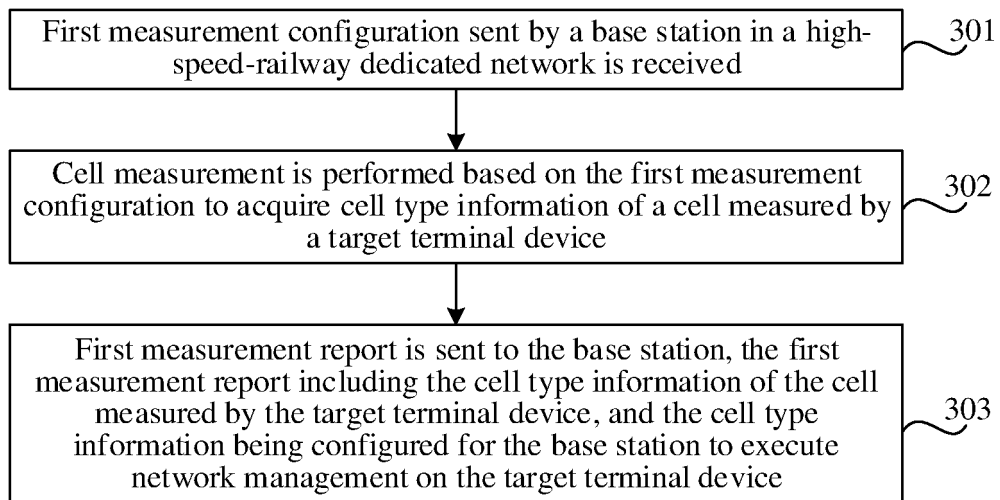 First measurement configuration sent by a base station in a high-
speed-railway dedicated network is received
301
Cell measurement is performed based on the first measurement
configuration to acquire cell type information of a cell measured by
a target terminal device
302
First measurement report is sent to the base station, the first
measurement report including the cell type information of the cell
measured by the target terminal device, and the cell type
information being configured for the base station to execute
network management on the target terminal device
303